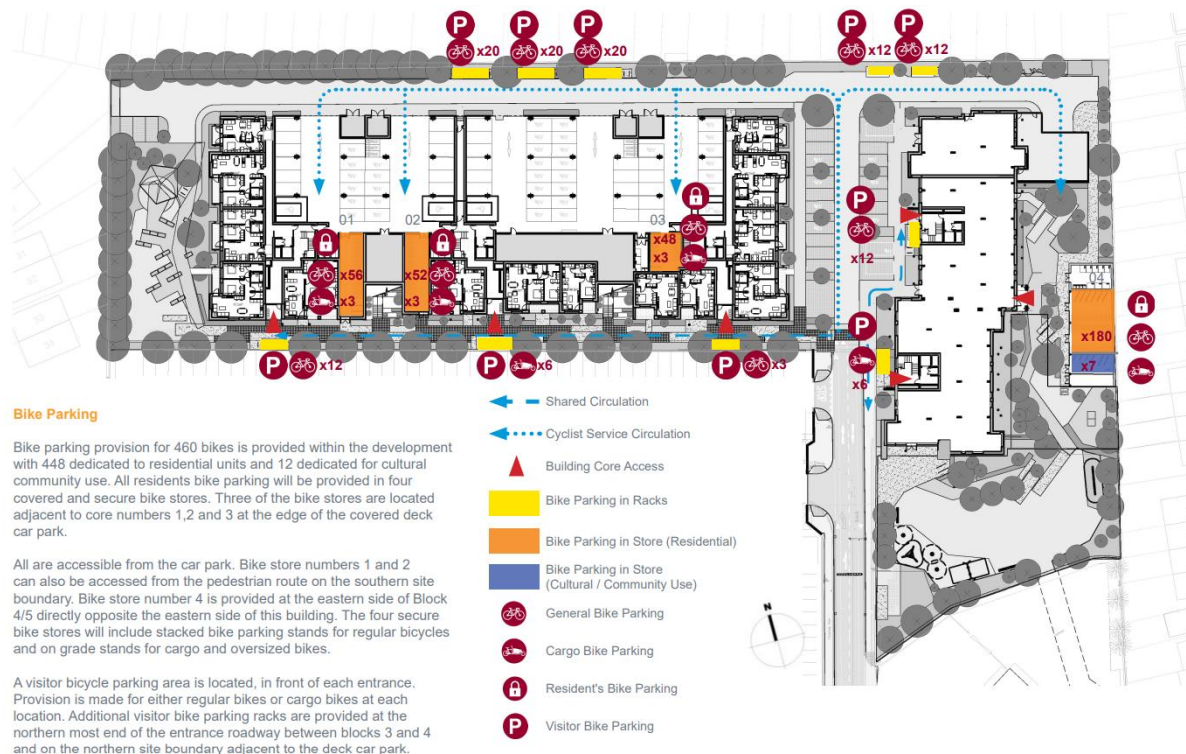 P P P P P
x20 x20 x20 x12 x12
01 02 03
P
x12
x48
x3
x56 x52
x3 x3
04
x180
x7
P
x6
P x12 P x6 P x3
Bike Parking
Bike parking provision for 460 bikes is provided within the development
with 448 dedicated to residential units and 12 dedicated for cultural
community use. All residents bike parking will be provided in four
covered and secure bike stores. Three of the bike stores are located
adjacent to core numbers 1,2 and 3 at the edge of the covered deck
car park.
All are accessible from the car park. Bike store numbers 1 and 2
can also be accessed from the pedestrian route on the southern site
boundary. Bike store number 4 is provided at the eastern side of Block
4/5 directly opposite the eastern side of this building. The four secure
bike stores will include stacked bike parking stands for regular bicycles
and on grade stands for cargo and oversized bikes.
A visitor bicycle parking area is located, in front of each entrance.
Provision is made for either regular bikes or cargo bikes at each
location. Additional visitor bike parking racks are provided at the
northern most end of the entrance roadway between blocks 3 and 4
and on the northern site boundary adjacent to the deck car park.
Shared Circulation
Cyclist Service Circulation
Building Core Access
Bike Parking in Racks
Bike Parking in Store (Residential)
Bike Parking in Store
(Cultural / Community Use)
General Bike Parking
Cargo Bike Parking
Resident's Bike Parking
P Visitor Bike Parking
N